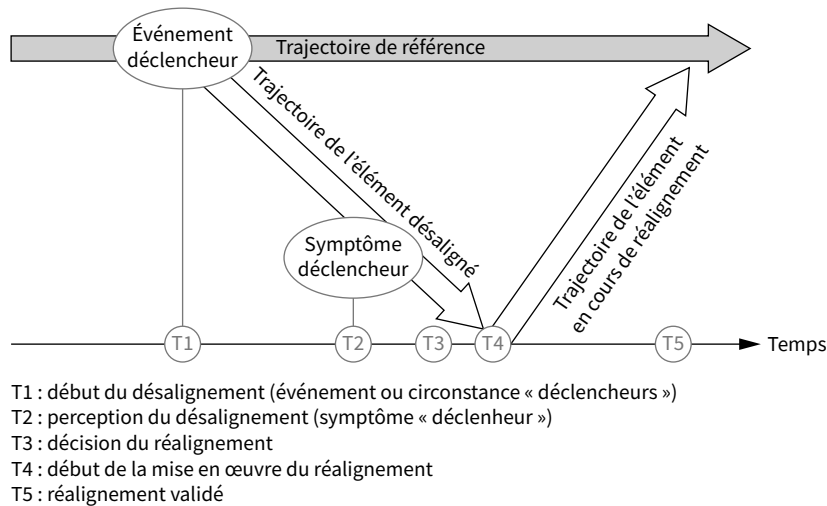 Événement
déclencheur
Trajectoire de référence
Trajectoire de l'élément désaligné
Symptôme
déclencheur
Trajectoire de l'élément
en cours de réalignement
T1
T2
T3
T4
T5
Temps
T1 : début du désalignement (événement ou circonstance « déclencheurs »)
T2 : perception du désalignement (symptôme « déclenheur »)
T3 : décision du réalignement
T4 : début de la mise en œuvre du réalignement
T5 : réalignement validé